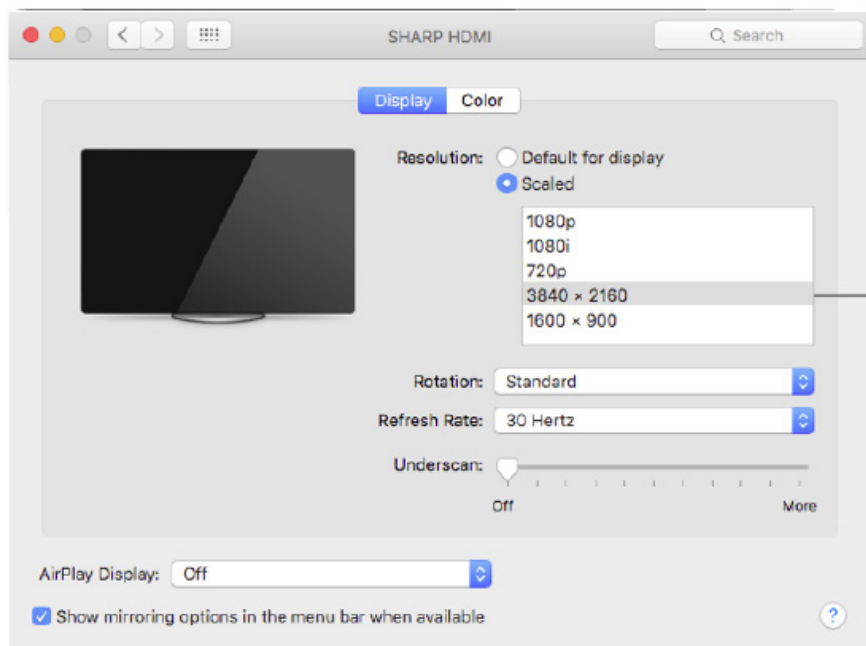 SHARP HDMI
Search
Display Color
Resolution: Default for display
Scaled
1080p
1080i
720p
3840 × 2160
1600 × 900
Rotation: Standard
Refresh Rate: 30 Hertz
Underscan:
Off More
AirPlay Display: Off
Show mirroring options in the menu bar when available
?